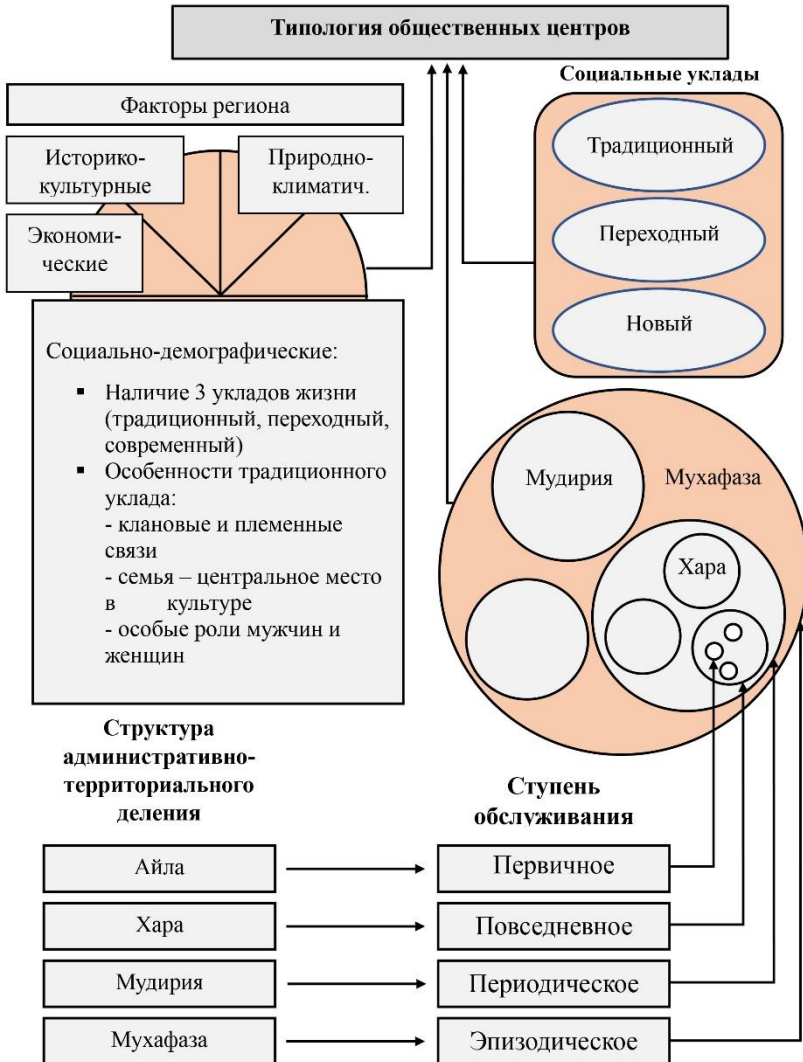 Типология общественных центров
Факторы региона
Историко-
культурные
Природно-
климатич.
Экономи-
ческие
Социально-демографические:
▪ Наличие 3 укладов жизни
(традиционный, переходный,
современный)
▪ Особенности традиционного
уклада:
- клановые и племенные
связи
- семья – центральное место
в культуре
- особые роли мужчин и
женщин
Социальные уклады
Традиционный
Переходный
Новый
Мудирия
Мухафаза
Хара
Структура
административно-
территориального
деления
Ступень
обслуживания
Айла
Первичное
Хара
Повседневное
Мудирия
Периодическое
Мухафаза
Эпизодическое